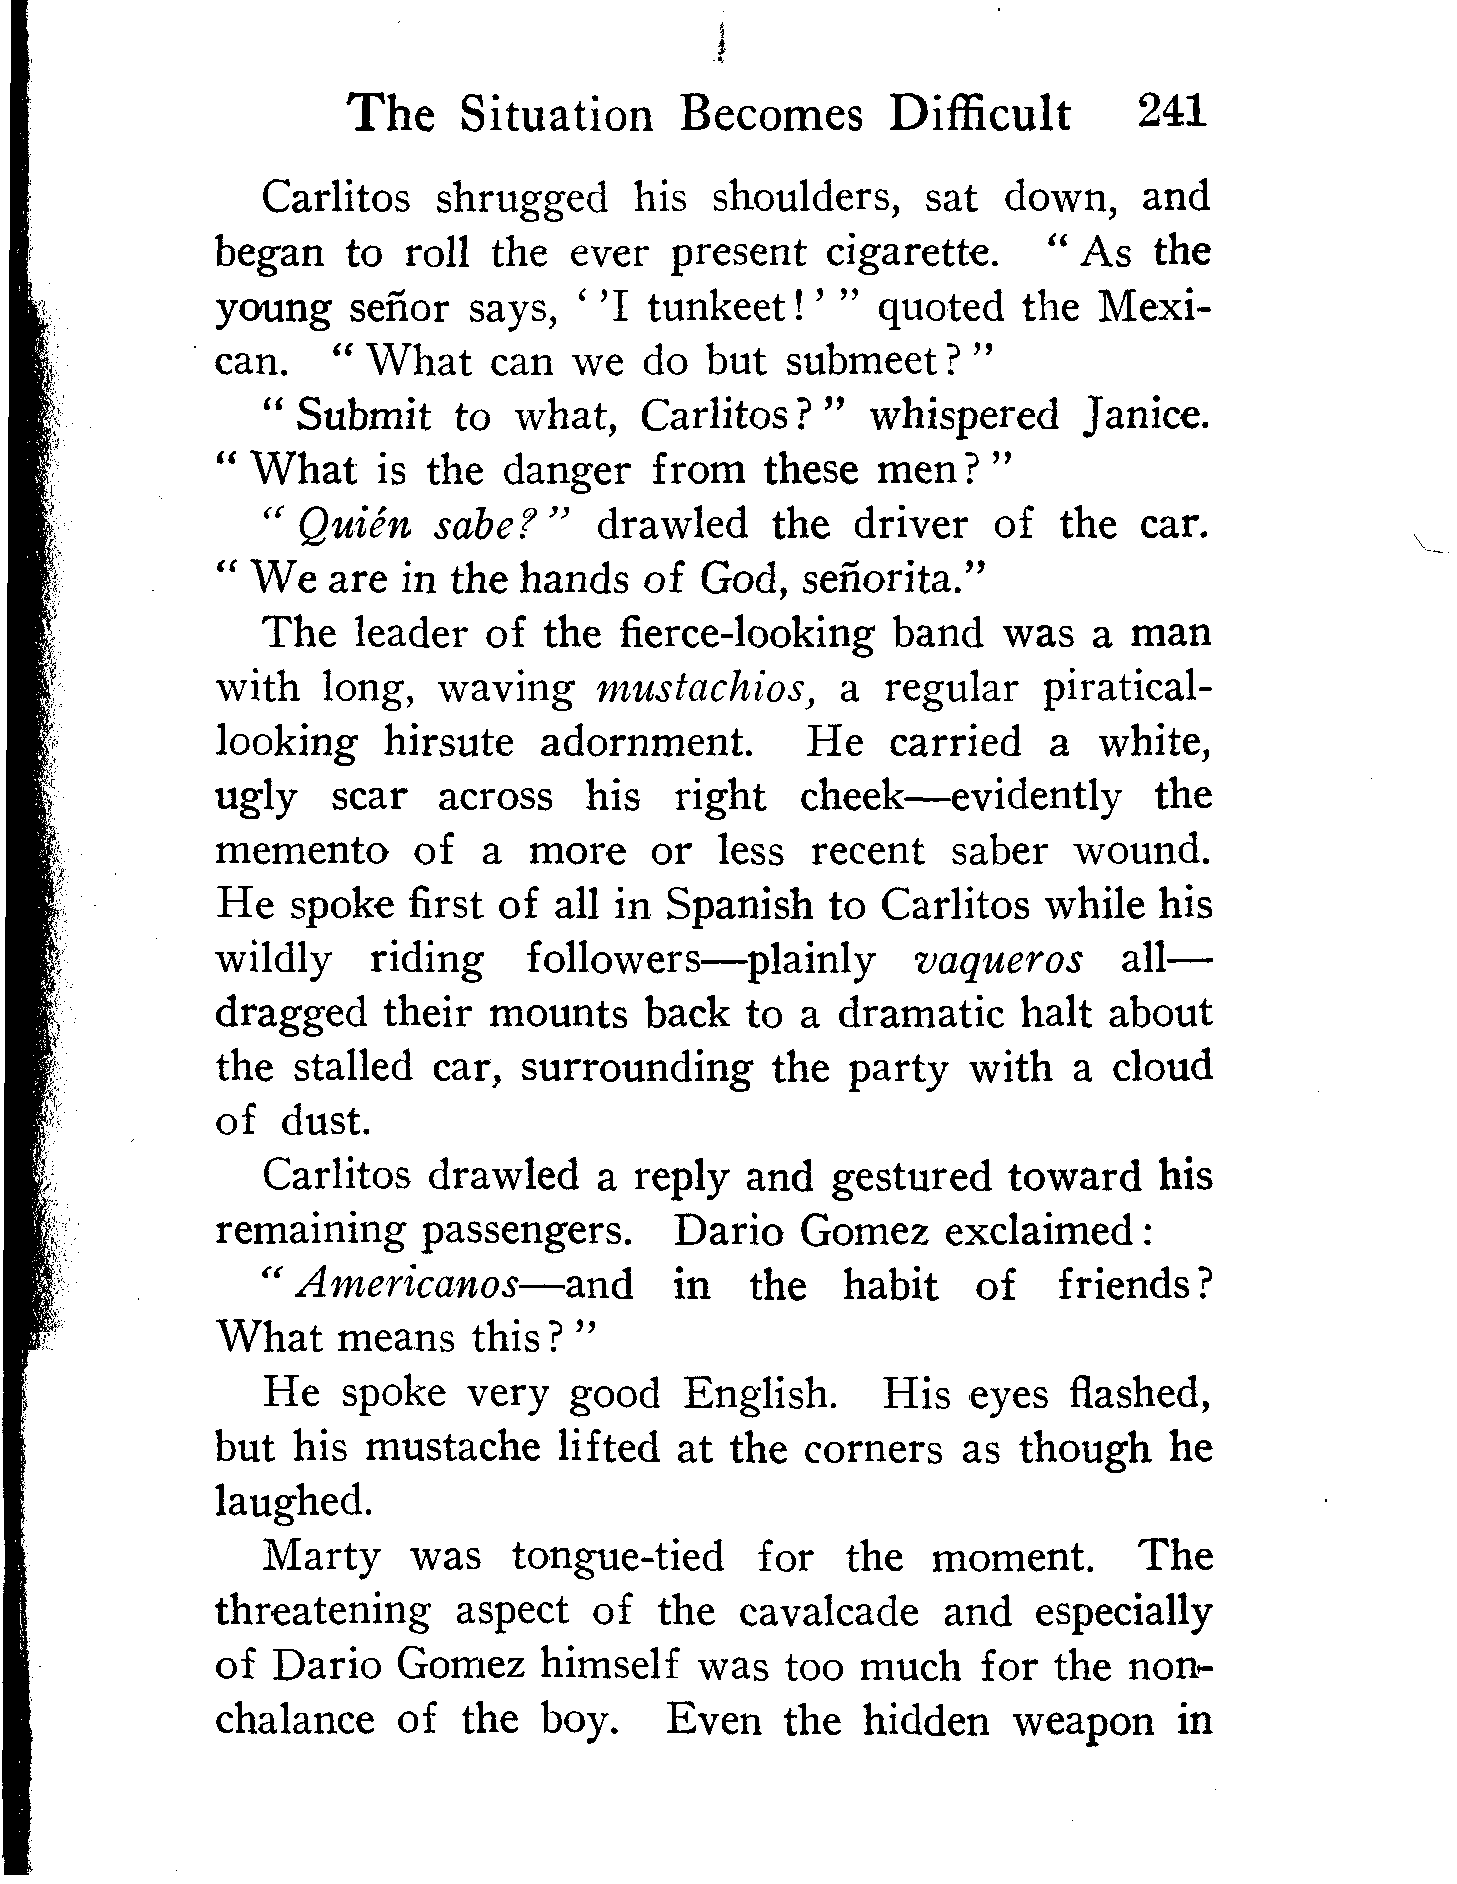 The Situation Becomes Difficult 241
Carlitos shrugged his shoulders, sat down, and
began to roll the ever present cigarette. “ As the
young señor says, ‘ ’I tunkeet! ’ ” quoted the Mexi-
can. “ What can we do but submeet? ”
“ Submit to what, Carlitos? ” whispered Janice.
“ What is the danger from these men? ”
“ Quién sabe? ” drawled the driver of the car.
“ We are in the hands of God, señorita.”
The leader of the fierce-looking band was a man
with long, waving mustachios, a regular piratical-
looking hirsute adornment. He carried a white,
ugly scar across his right cheek—evidently the
memento of a more or less recent saber wound.
He spoke first of all in Spanish to Carlitos while his
wildly riding followers—plainly vaqueros all—
dragged their mounts back to a dramatic halt about
the stalled car, surrounding the party with a cloud
of dust.
Carlitos drawled a reply and gestured toward his
remaining passengers. Dario Gomez exclaimed:
“ Americanos—and in the habit of friends?
What means this? ”
He spoke very good English. His eyes flashed,
but his mustache lifted at the corners as though he
laughed.
Marty was tongue-tied for the moment. The
threatening aspect of the cavalcade and especially
of Dario Gomez himself was too much for the non-
chalance of the boy. Even the hidden weapon in